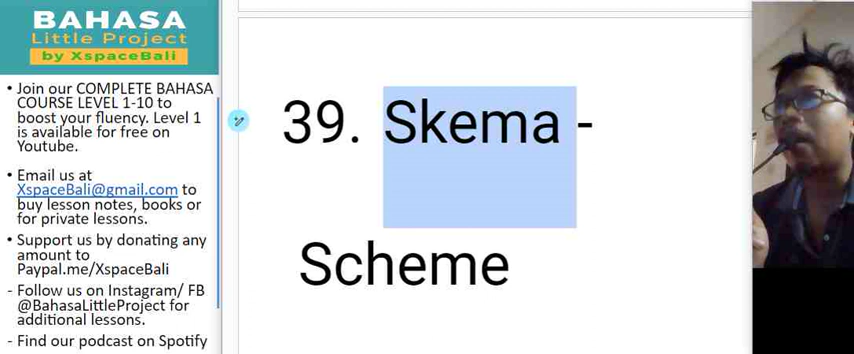 BAHASA
Little Project
by XspaceBali
• Join our COMPLETE BAHASA
COURSE LEVEL 1-10 to
boost your fluency. Level 1
is available for free on
Youtube.
• Email us at
XspaceBali@gmail.com to
buy lesson notes, books or
for private lessons.
• Support us by donating any
amount to
Paypal.me/XspaceBali
- Follow us on Instagram/ FB
@BahasaLittleProject for
additional lessons.
- Find our podcast on Spotify
39. Skema -
Scheme